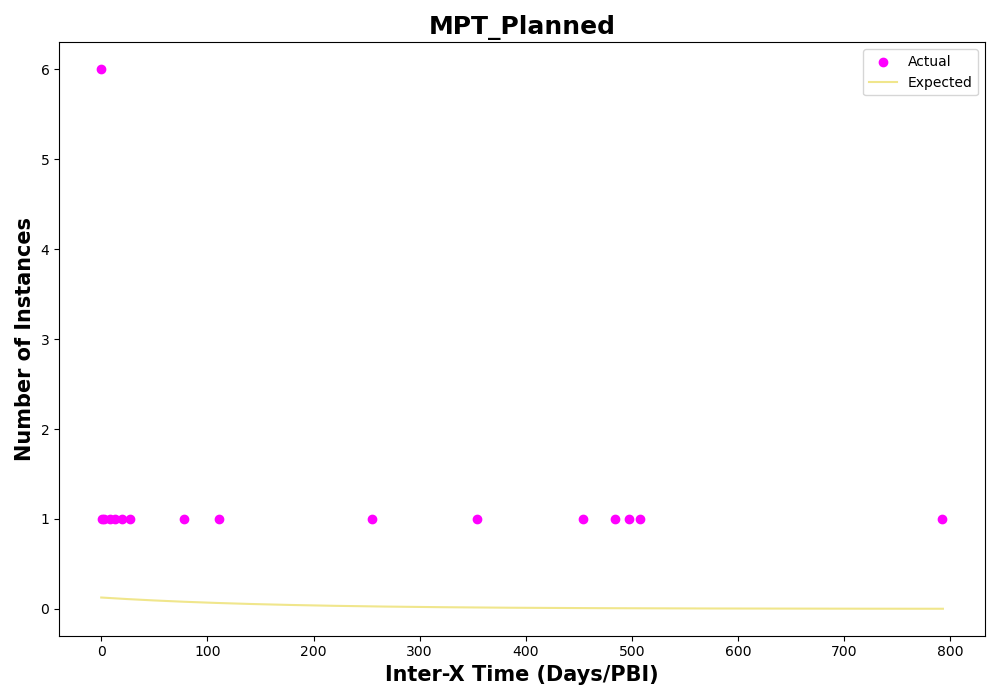 MPT_Planned
Actual
Expected
Number of Instances
6
5
4
3
2
1
0
0 100 200 300 400 500 600 700 800
Inter-X Time (Days/PBI)